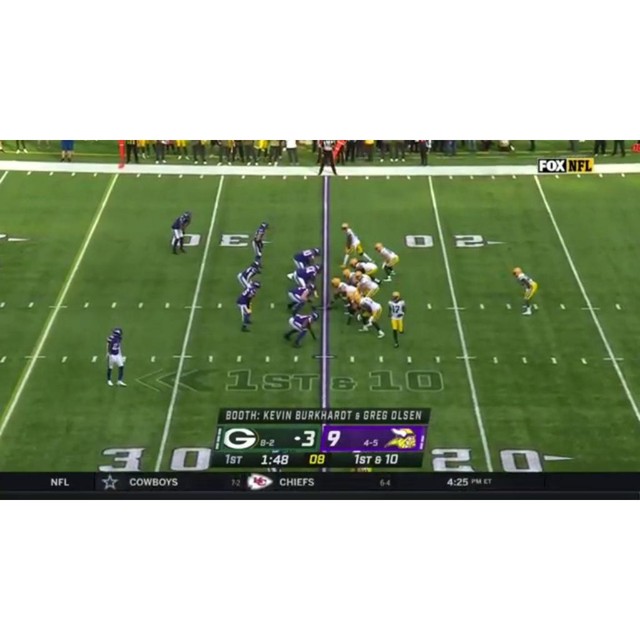 FOX NFL
30
20
1ST & 10
BOOTH: KEVIN BURKHARDT & GREG OLSEN
G 8-2 3 9 4-5
1ST 1:48 08 1ST & 10
30 20
NFL COWBOYS 7-2 CHIEFS 6-4 4:25 PM ET